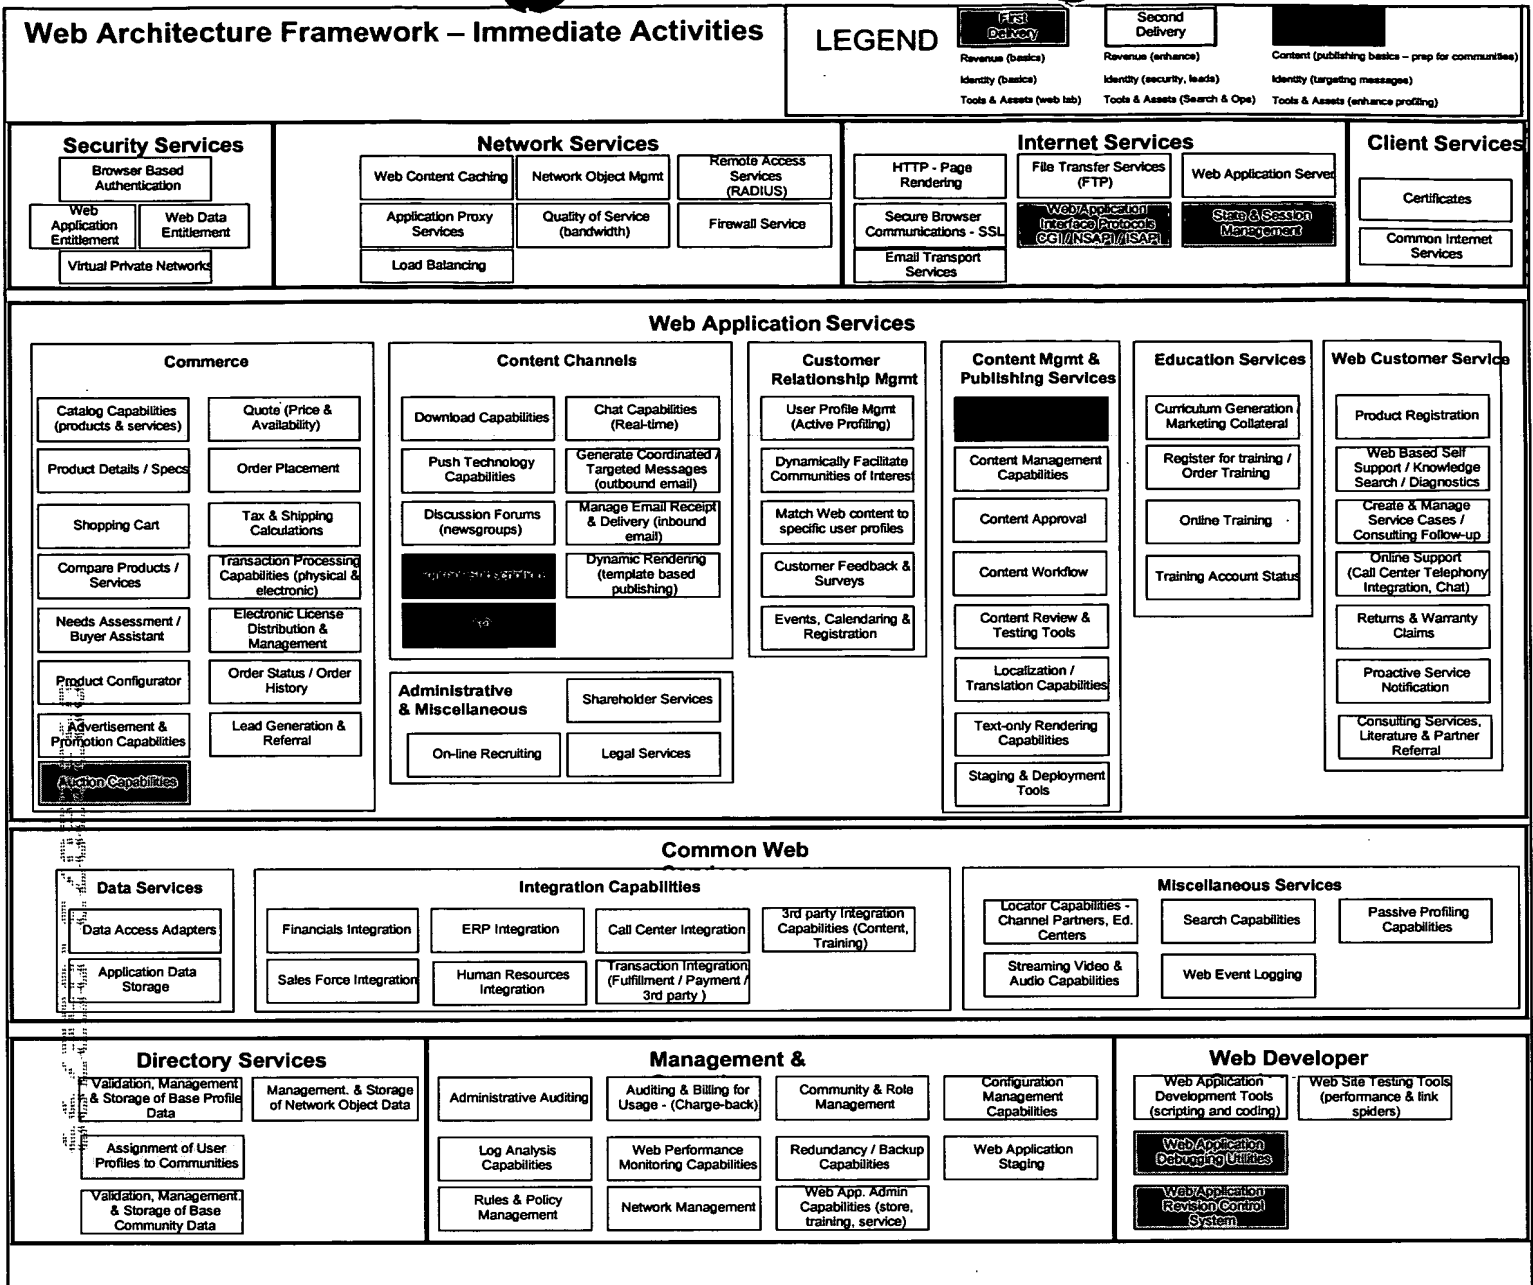 Web Architecture Framework – Immediate Activities
LEGEND
First
Delivery
Second
Delivery
Revenue (basics)
Revenue (enhance)
Content (publishing basics – prep for communities)
Identity (basics)
Identity (security, leads)
Identity (targeting messages)
Tools & Assets (web lab)
Tools & Assets (Search & Ops)
Tools & Assets (enhance profiling)
Security Services
Browser Based
Authentication
Web
Application
Entitlement
Web Data
Entitlement
Virtual Private Networks
Network Services
Web Content Caching
Network Object Mgmt
Remote Access
Services
(RADIUS)
Application Proxy
Services
Quality of Service
(bandwidth)
Firewall Service
Load Balancing
Internet Services
HTTP - Page
Rendering
File Transfer Services
(FTP)
Web Application Server
Secure Browser
Communications - SSL
Web Application
Interface Protocols
CGI / NSAPI / ISAPI
State & Session
Management
Email Transport
Services
Client Services
Certificates
Common Internet
Services
Web Application Services
Commerce
Catalog Capabilities
(products & services)
Quote (Price &
Availability)
Product Details / Specs
Order Placement
Shopping Cart
Tax & Shipping
Calculations
Compare Products /
Services
Transaction Processing
Capabilities (physical &
electronic)
Needs Assessment /
Buyer Assistant
Electronic License
Distribution &
Management
Product Configurator
Order Status / Order
History
Advertisement &
Promotion Capabilities
Lead Generation &
Referral
Auction Capabilities
Content Channels
Download Capabilities
Chat Capabilities
(Real-time)
Push Technology
Capabilities
Generate Coordinated /
Targeted Messages
(outbound email)
Discussion Forums
(newsgroups)
Manage Email Receipt
& Delivery (inbound
email)
Dynamic Rendering
(template based
publishing)
Administrative
& Miscellaneous
Shareholder Services
On-line Recruiting
Legal Services
Customer
Relationship Mgmt
User Profile Mgmt
(Active Profiling)
Dynamically Facilitate
Communities of Interest
Match Web content to
specific user profiles
Customer Feedback &
Surveys
Events, Calendaring &
Registration
Content Mgmt &
Publishing Services
Content Management
Capabilities
Content Approval
Content Workflow
Content Review &
Testing Tools
Localization /
Translation Capabilities
Text-only Rendering
Capabilities
Staging & Deployment
Tools
Education Services
Curriculum Generation
Marketing Collateral
Register for training /
Order Training
Online Training
Training Account Status
Web Customer Service
Product Registration
Web Based Self
Support / Knowledge
Search / Diagnostics
Create & Manage
Service Cases /
Consulting Follow-up
Online Support
(Call Center Telephony
Integration, Chat)
Returns & Warranty
Claims
Proactive Service
Notification
Consulting Services,
Literature & Partner
Referral
Common Web
Data Services
Data Access Adapters
Application Data
Storage
Integration Capabilities
Financials Integration
ERP Integration
Call Center Integration
3rd party Integration
Capabilities (Content,
Training)
Sales Force Integration
Human Resources
Integration
Transaction Integration
(Fulfillment / Payment /
3rd party )
Miscellaneous Services
Locator Capabilities -
Channel Partners, Ed.
Centers
Search Capabilities
Passive Profiling
Capabilities
Streaming Video &
Audio Capabilities
Web Event Logging
Directory Services
Validation, Management
& Storage of Base Profile
Data
Management. & Storage
of Network Object Data
Assignment of User
Profiles to Communities
Validation, Management.
& Storage of Base
Community Data
Management &
Administrative Auditing
Auditing & Billing for
Usage - (Charge-back)
Community & Role
Management
Configuration
Management
Capabilities
Log Analysis
Capabilities
Web Performance
Monitoring Capabilities
Redundancy / Backup
Capabilities
Web Application
Staging
Rules & Policy
Management
Network Management
Web App. Admin
Capabilities (store,
training, service)
Web Developer
Web Application
Development Tools
(scripting and coding)
Web Site Testing Tools
(performance & link
spiders)
Web Application
Debugging Utilities
Web Application
Revision Control
System